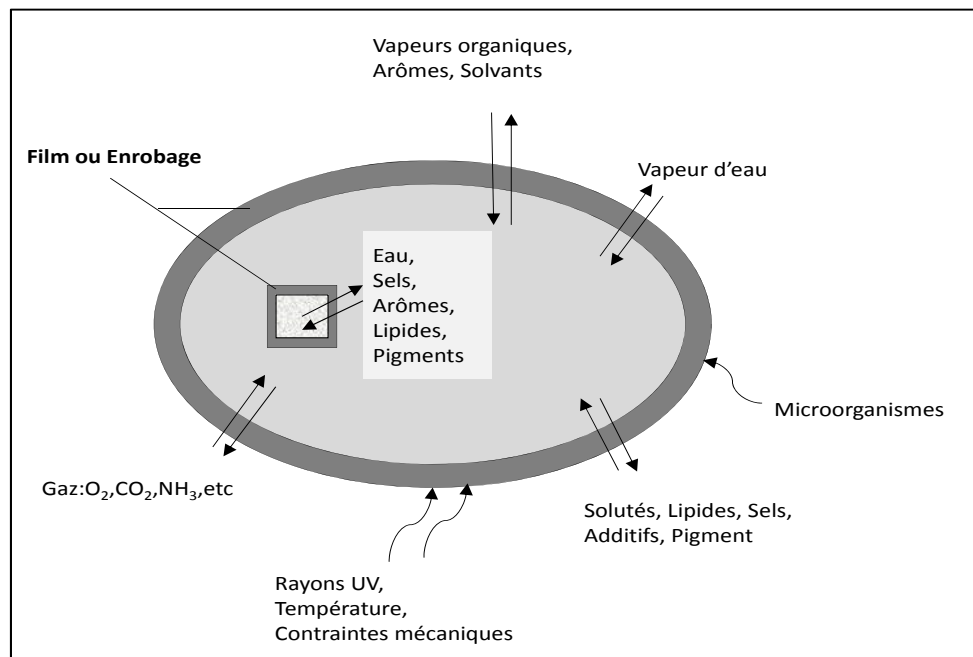 Vapeurs organiques,
Arômes, Solvants
Film ou Enrobage
Vapeur d’eau
Eau,
Sels,
Arômes,
Lipides,
Pigments
Microorganismes
Gaz:O₂,CO₂,NH₃,etc
Solutés, Lipides, Sels,
Additifs, Pigment
Rayons UV,
Température,
Contraintes mécaniques